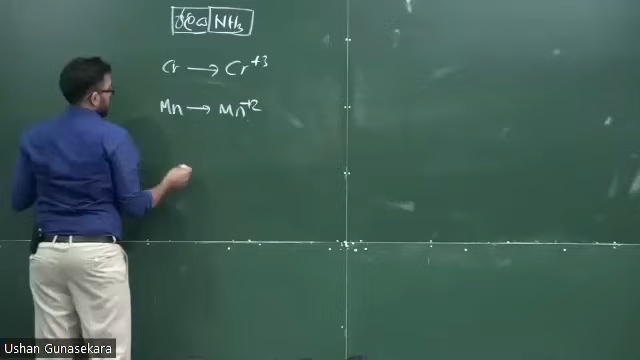 NH₃
Cr → Cr⁺³
Mn → Mn⁺²
Ushan Gunasekara